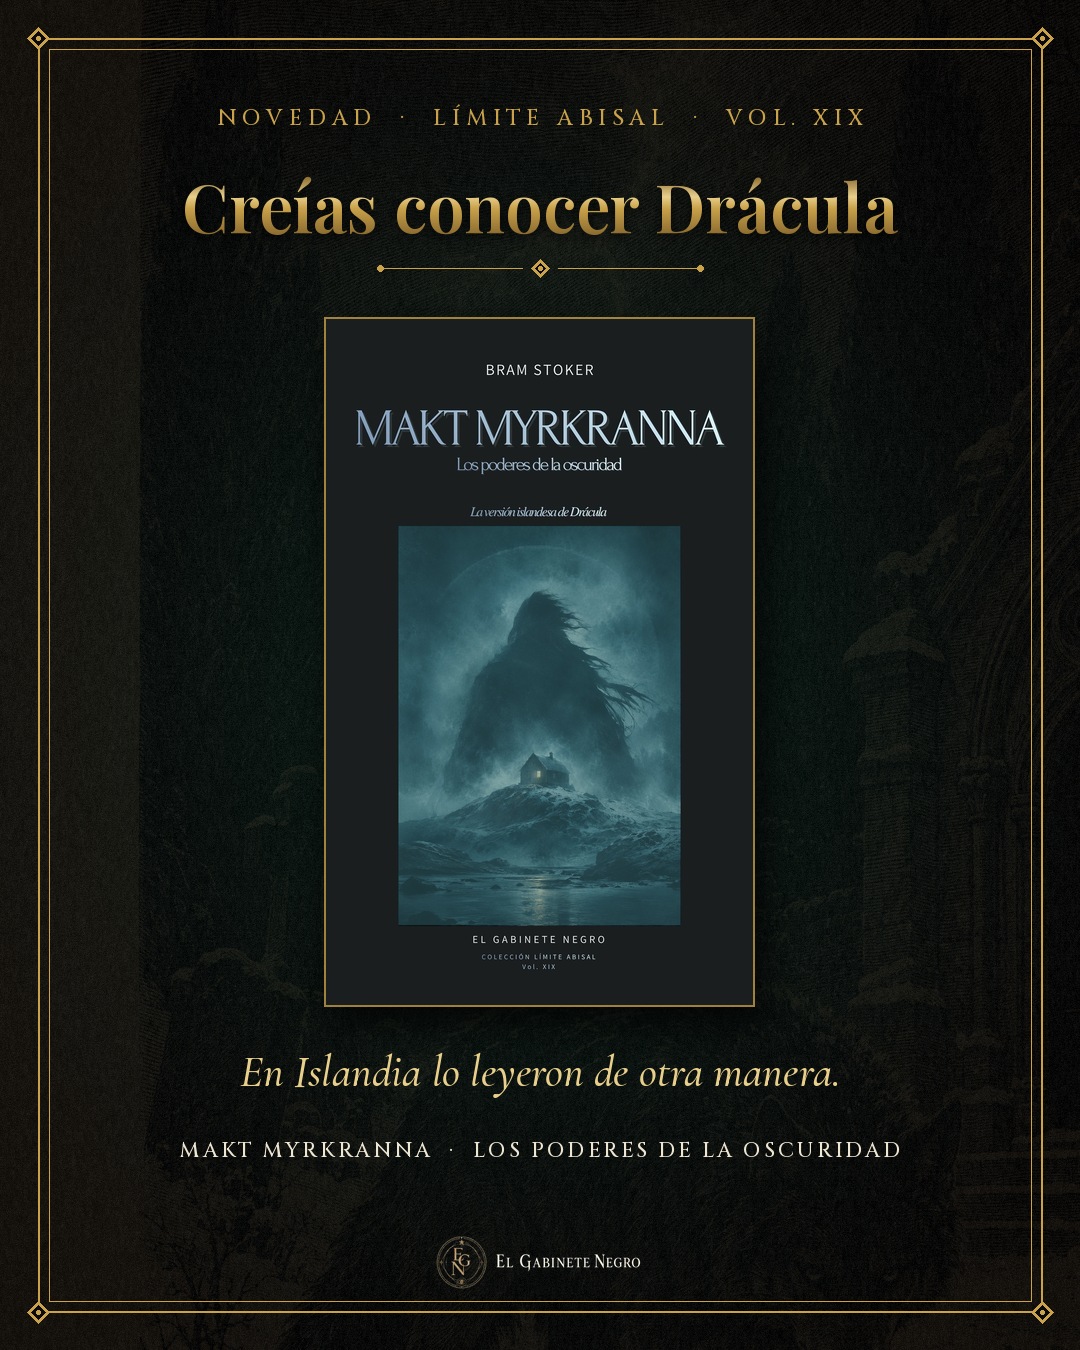 NOVEDAD · LÍMITE ABISAL · VOL. XIX
Creías conocer Drácula
BRAM STOKER
MAKT MYRKRANNA
Los poderes de la oscuridad
La versión islandesa de Drácula
EL GABINETE NEGRO
COLECCIÓN LÍMITE ABISAL
Vol. XIX
En Islandia lo leyeron de otra manera.
MAKT MYRKRANNA · LOS PODERES DE LA OSCURIDAD
EGN
EL GABINETE NEGRO